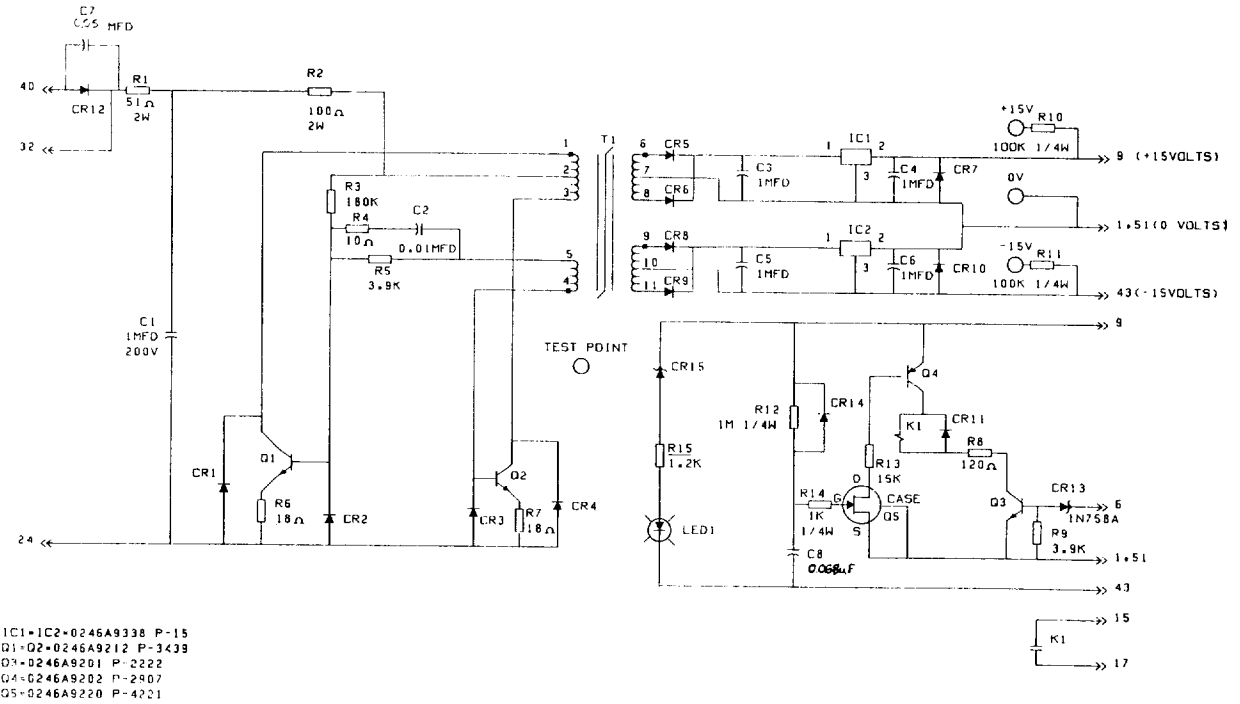 C7
0.05 MFD
40
CR12
R1
51Ω
2W
R2
100Ω
2W
32
T1
1
2
3
5
4
6
7
8
9
10
11
CR5
CR6
CR8
CR9
R3
180K
R4
10Ω
C2
0.01MFD
R5
3.9K
C3
1MFD
1 IC1 2
3
C4
1MFD
CR7
+15V
R10
100K 1/4W
9 (+15VOLTS)
0V
1.51(0 VOLTS)
C5
1MFD
1 IC2 2
3
C6
1MFD
CR10
-15V
R11
100K 1/4W
43(-15VOLTS)
C1
1MFD
200V
TEST POINT
CR1
Q1
R6
18Ω
CR2
CR3
Q2
R7
18Ω
CR4
24
9
CR15
R15
1.2K
LED1
R12
1M 1/4W
CR14
Q4
K1
CR11
R8
120Ω
R13
15K
R14
1K
1/4W
D
G
S
CASE
Q5
C8
0.068uF
Q3
CR13
1N758A
6
R9
3.9K
1.51
43
15
K1
17
IC1=IC2=0246A9338 P-15
Q1=Q2=0246A9212 P-3439
Q3=0246A9201 P-2222
Q4=0246A9202 P-2907
Q5=0246A9220 P-4221